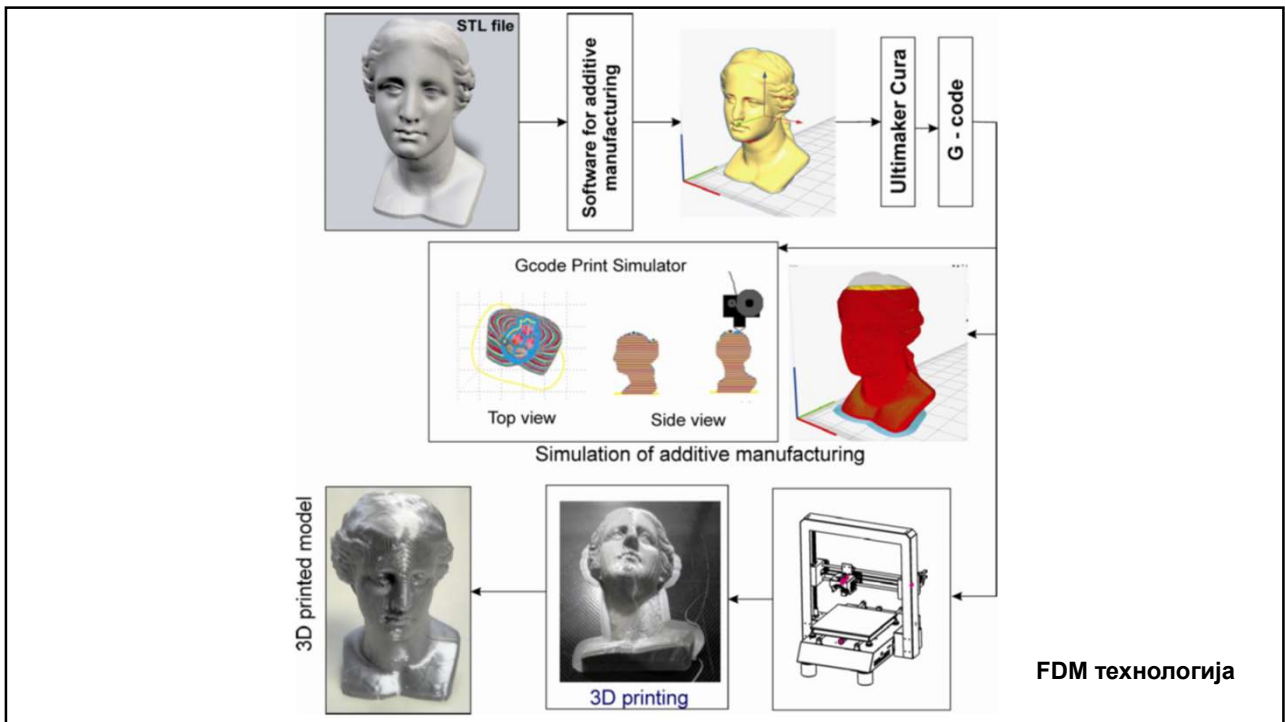 STL file
Software for additive
manufacturing
Ultimaker Cura
G - code
Gcode Print Simulator
Top view
Side view
Simulation of additive manufacturing
3D printed model
3D printing
FDM технологија